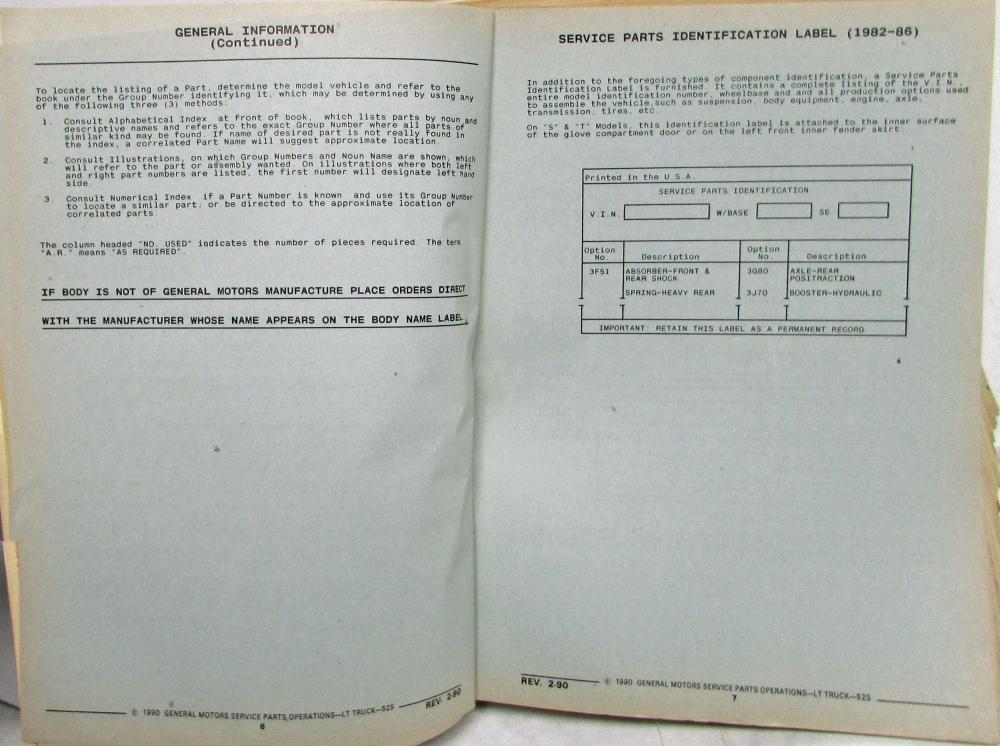 GENERAL INFORMATION
(Continued)
To locate the listing of a Part, determine the model vehicle and refer to the
book under the Group Number identifying it, which may be determined by using any
of the following three (3) methods:
1. Consult Alphabetical Index at front of book, which lists parts by noun and
descriptive names and refers to the exact Group Number where all parts of
similar kind may be found. If name of desired part is not really found in
the index, a correlated Part Name will suggest approximate location.
2. Consult Illustrations, on which Group Numbers and Noun Name are shown, which
will refer to the part or assembly wanted. On illustrations where both left
and right part numbers are listed, the first number will designate left hand
side.
3. Consult Numerical Index if a Part Number is known and use its Group Number
to locate a similar part, or be directed to the approximate location of
correlated parts.
The column headed "NO. USED" indicates the number of pieces required. The term
"A.R." means "AS REQUIRED".
IF BODY IS NOT OF GENERAL MOTORS MANUFACTURE PLACE ORDERS DIRECT
WITH THE MANUFACTURER WHOSE NAME APPEARS ON THE BODY NAME LABEL.
© 1990 GENERAL MOTORS SERVICE PARTS OPERATIONS—LT TRUCK—52S
REV. 2-90
6
SERVICE PARTS IDENTIFICATION LABEL (1982-86)
In addition to the foregoing types of component identification, a Service Parts
Identification Label is furnished. It contains a complete listing of the V.I.N.
entire model identification number, wheelbase and and all production options used
to assemble the vehicle such as suspension, body equipment, engine, axle,
transmission, tires, etc.
On "S" & "T" Models, this identification label is attached to the inner surface
of the glove compartment door or on the left front inner fender skirt.
Printed in the U.S.A.
SERVICE PARTS IDENTIFICATION
V.I.N. W/BASE SE
Option Option
No. Description No. Description
3FS1 ABSORBER-FRONT & 3G80 AXLE-REAR
REAR SHOCK POSITRACTION
SPRING-HEAVY REAR 3J70 BOOSTER-HYDRAULIC
IMPORTANT: RETAIN THIS LABEL AS A PERMANENT RECORD
REV. 2-90
© 1990 GENERAL MOTORS SERVICE PARTS OPERATIONS—LT TRUCK—52S
7